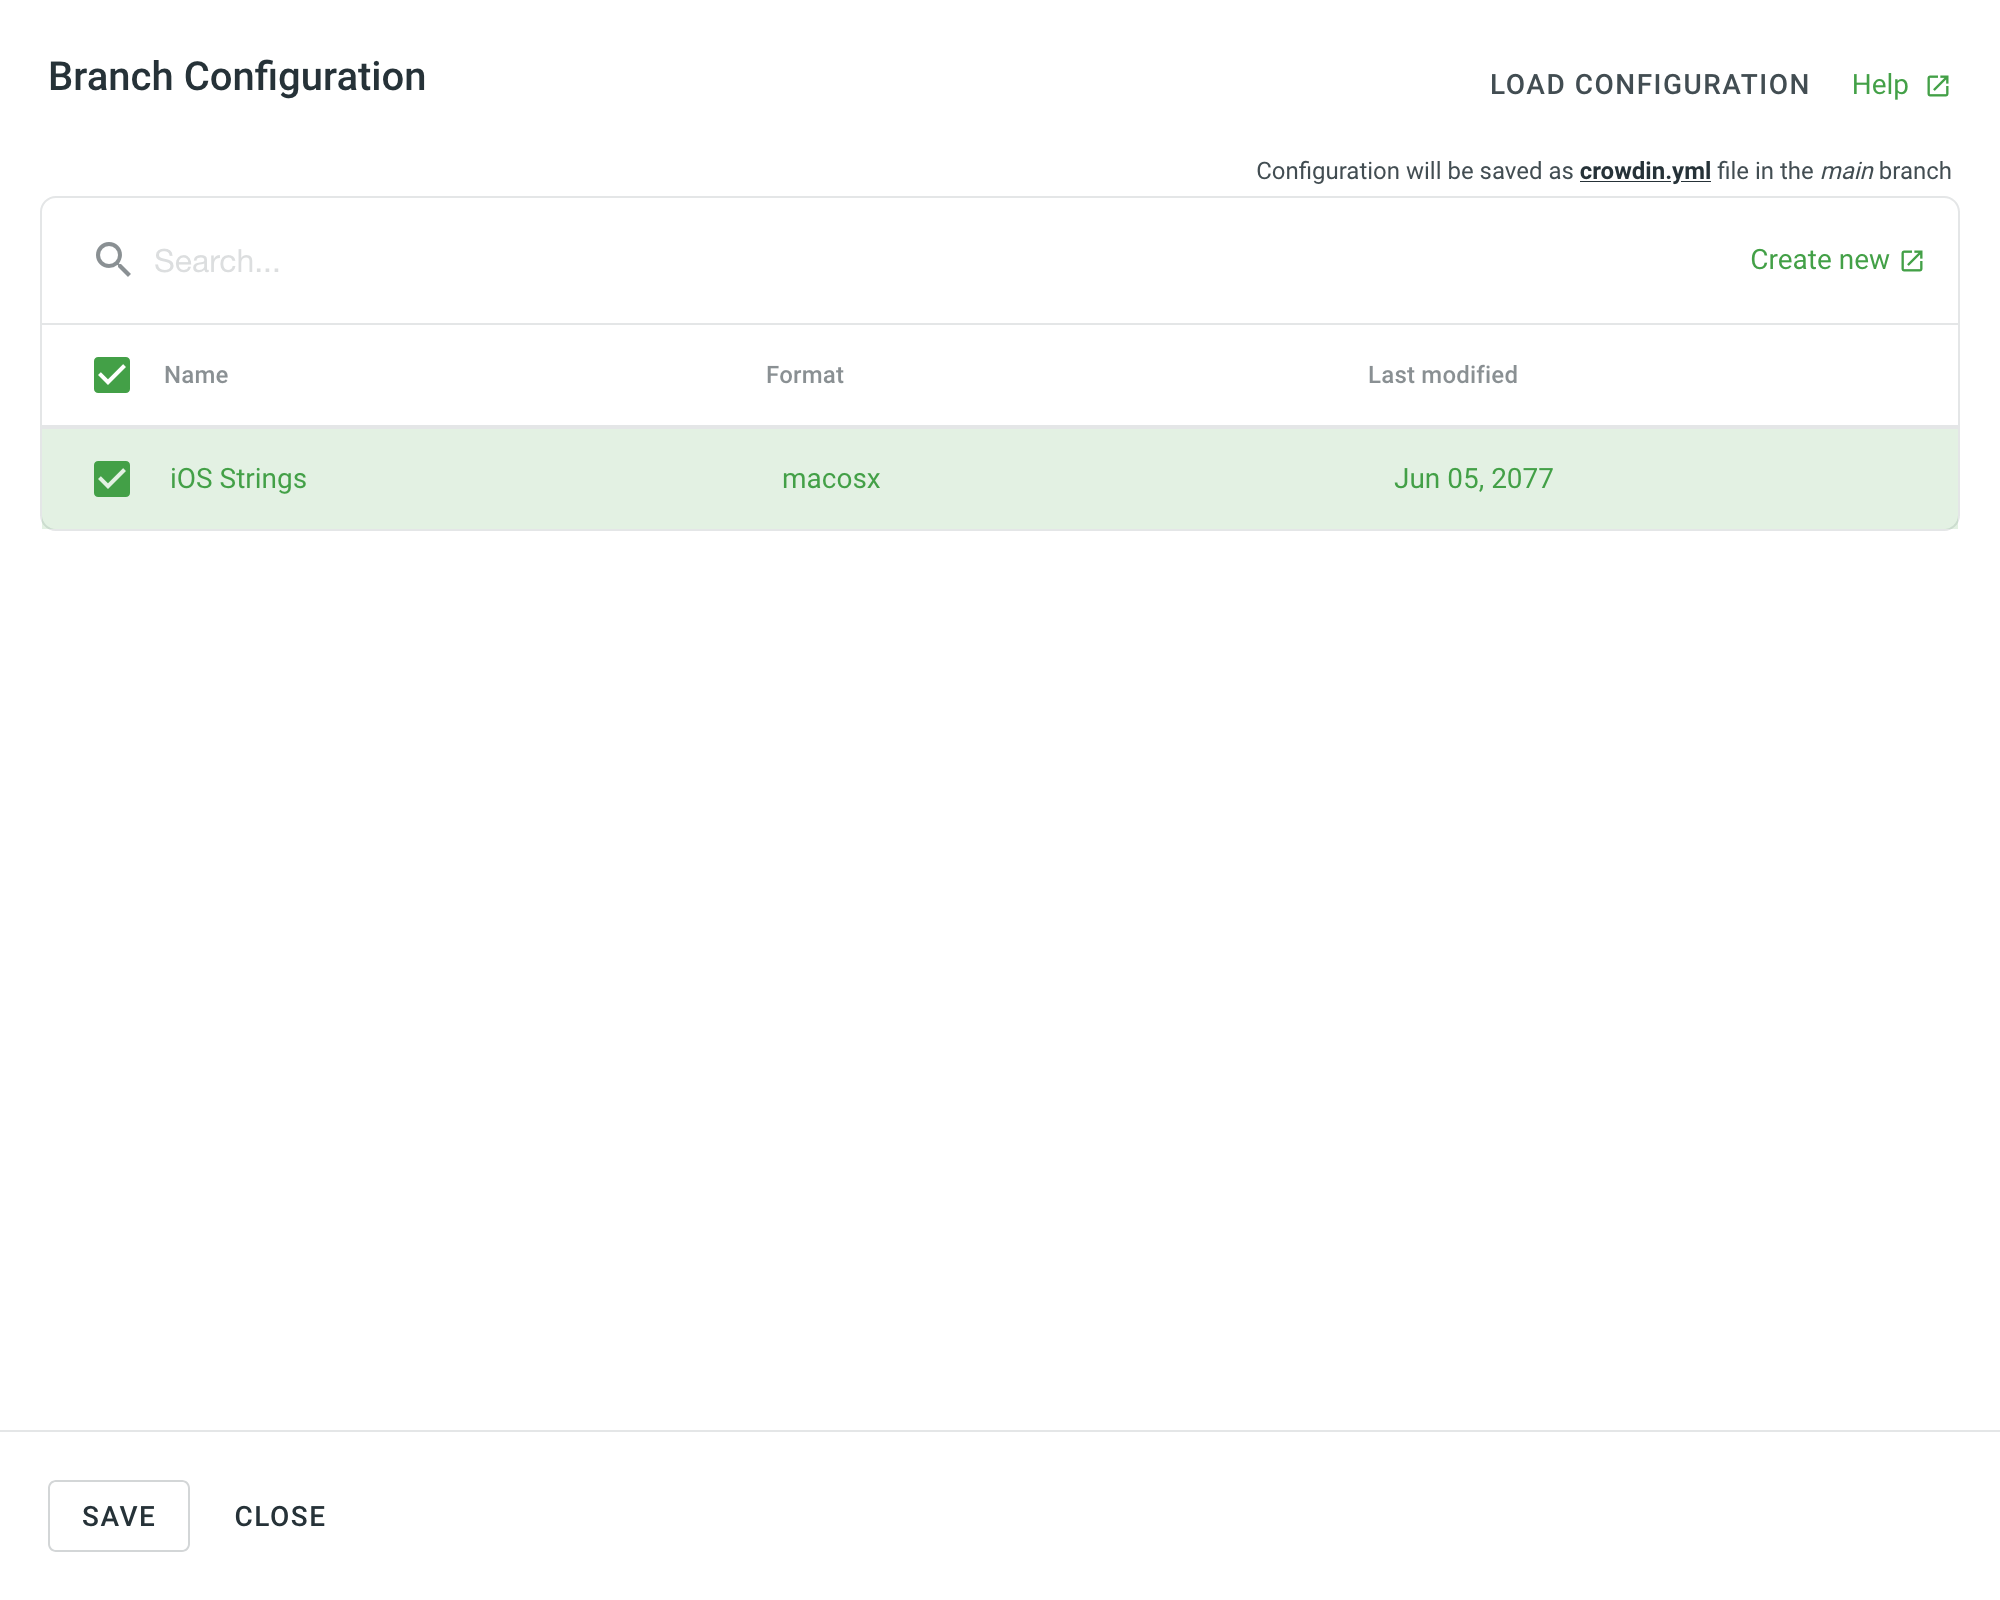 Branch Configuration
LOAD CONFIGURATION Help
Configuration will be saved as crowdin.yml file in the main branch
Search...
Create new
Name Format Last modified
iOS Strings macosx Jun 05, 2077
SAVE CLOSE